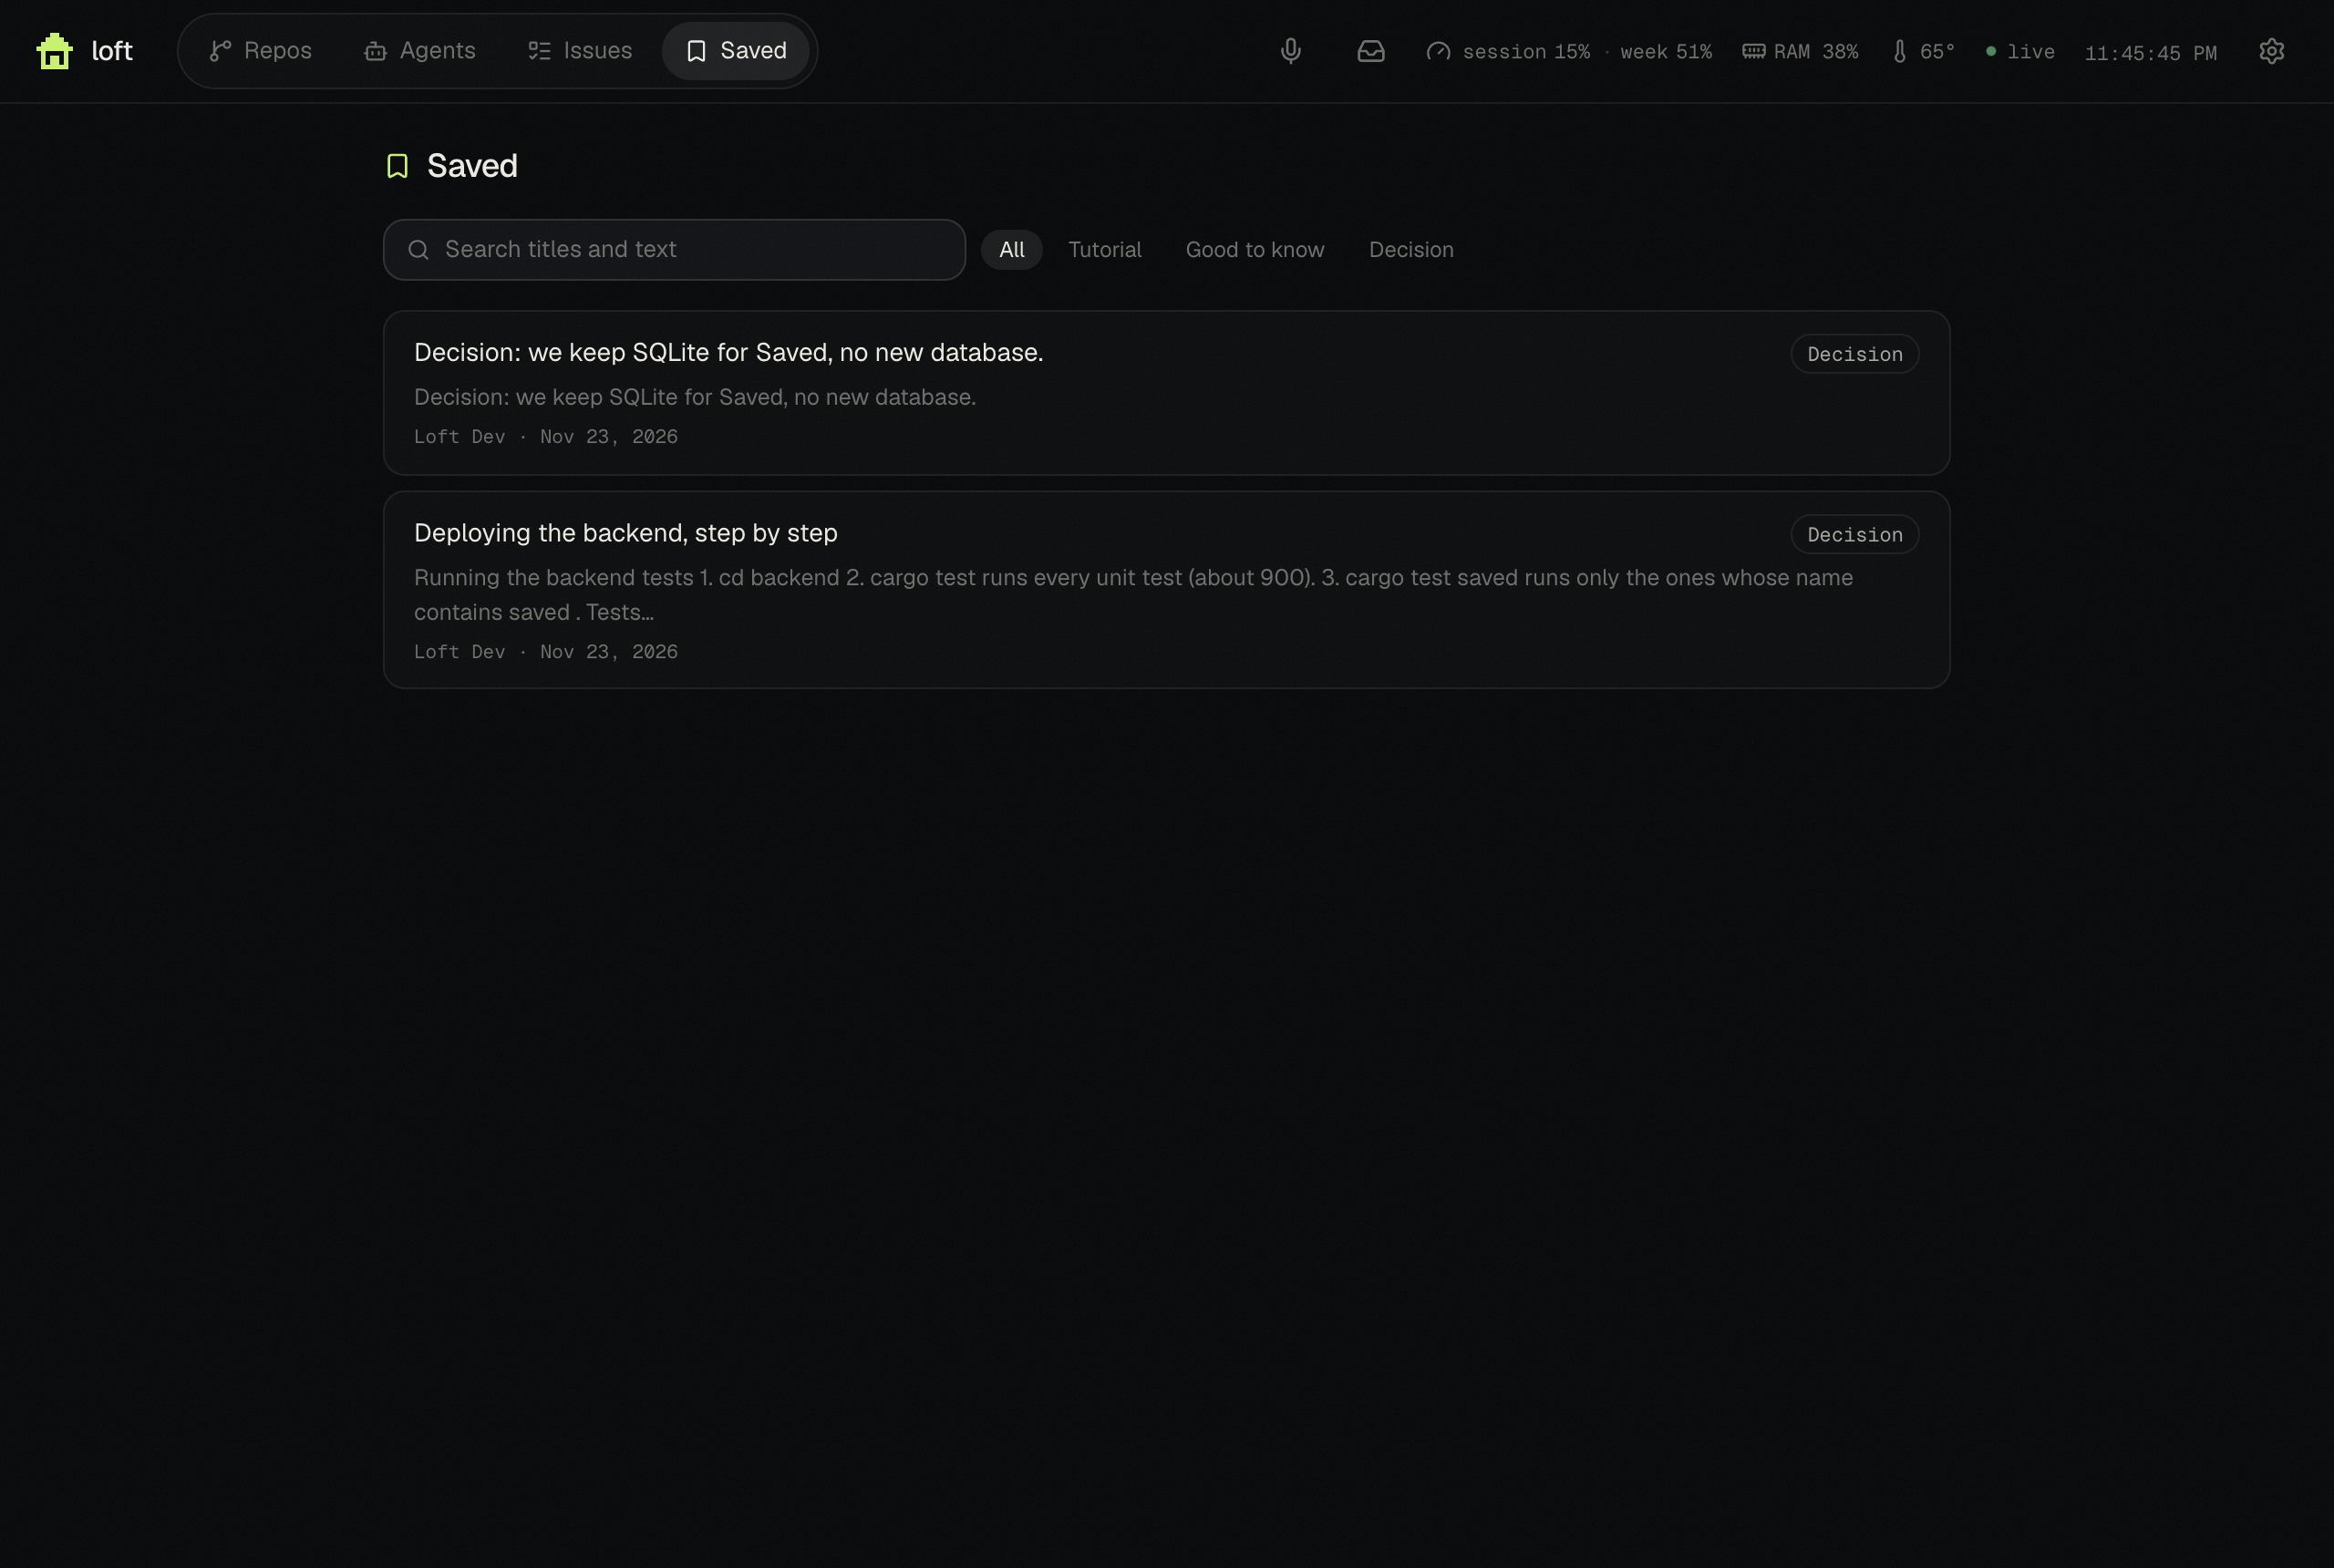 loft
Repos
Agents
Issues
Saved
session 15% · week 51%
RAM 38%
65°
live
11:45:45 PM
Saved
Search titles and text
All
Tutorial
Good to know
Decision
Decision: we keep SQLite for Saved, no new database.
Decision
Decision: we keep SQLite for Saved, no new database.
Loft Dev · Nov 23, 2026
Deploying the backend, step by step
Decision
Running the backend tests 1. cd backend 2. cargo test runs every unit test (about 900). 3. cargo test saved runs only the ones whose name
contains saved . Tests…
Loft Dev · Nov 23, 2026